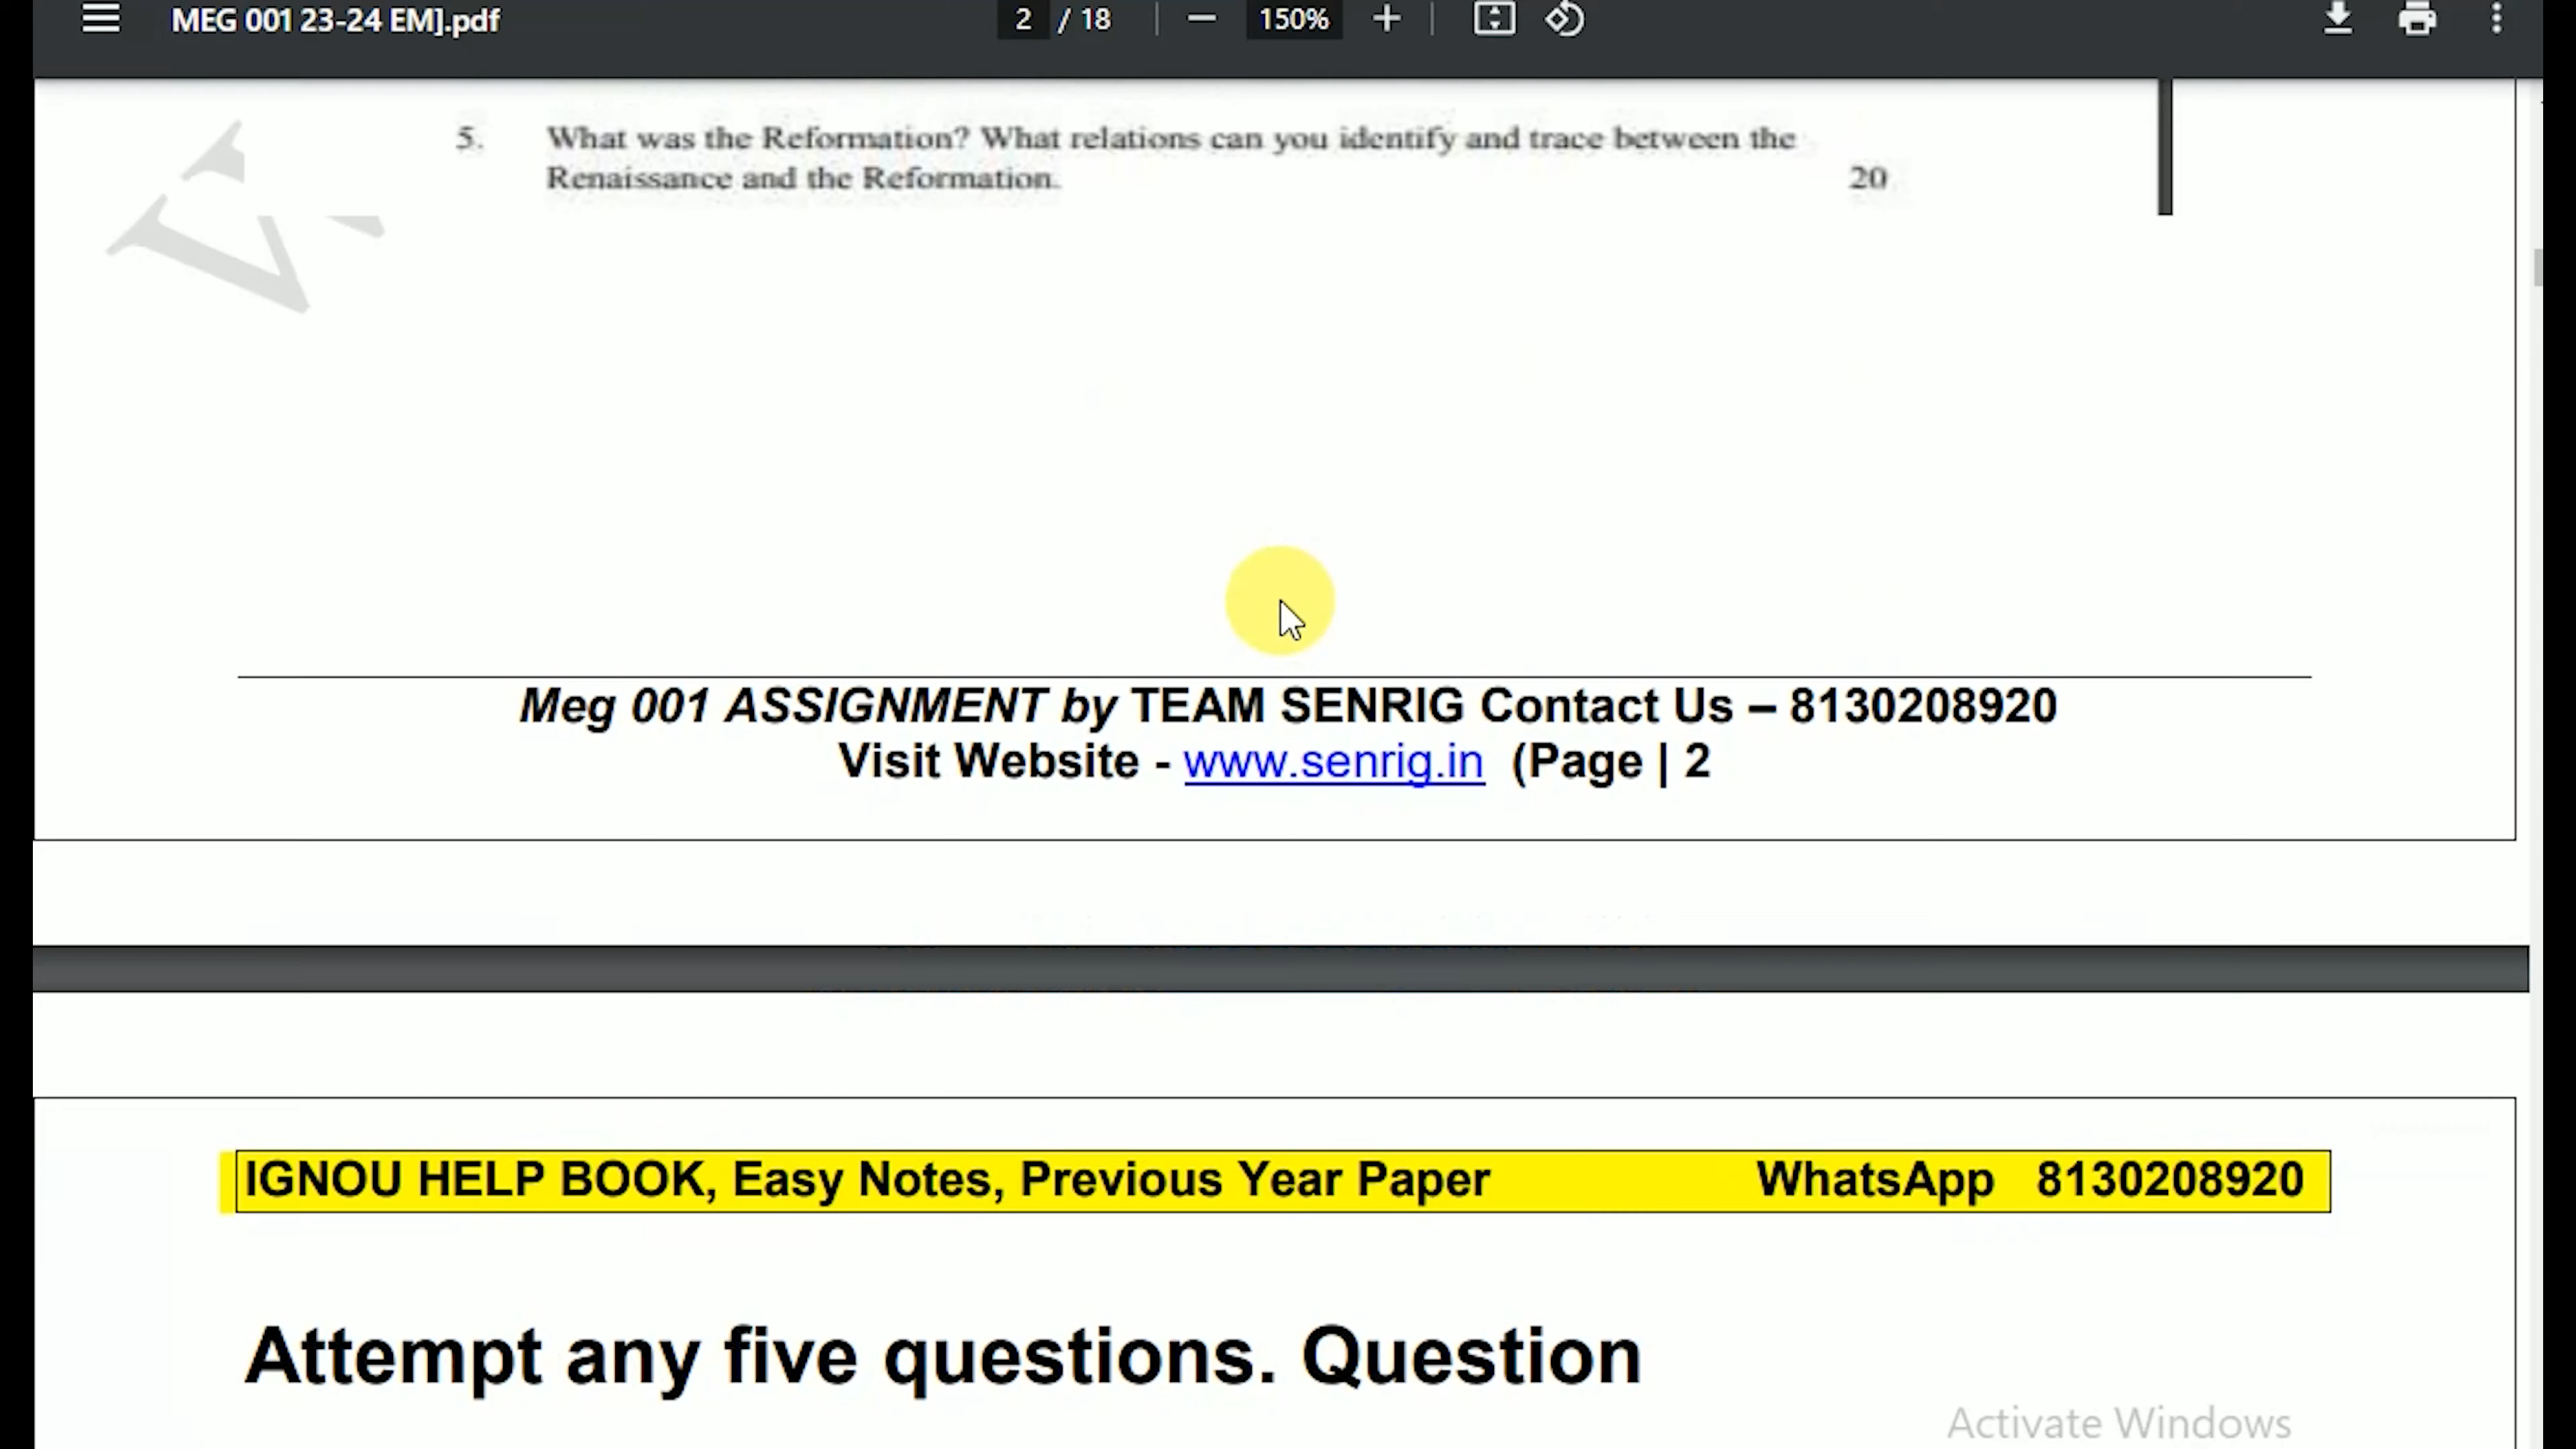 MEG 001 23-24 EM].pdf
2 / 18
150%
5. What was the Reformation? What relations can you identify and trace between the
Renaissance and the Reformation. 20
Meg 001 ASSIGNMENT by TEAM SENRIG Contact Us – 8130208920
Visit Website - www.senrig.in (Page | 2
IGNOU HELP BOOK, Easy Notes, Previous Year Paper WhatsApp 8130208920
Attempt any five questions. Question
Activate Windows